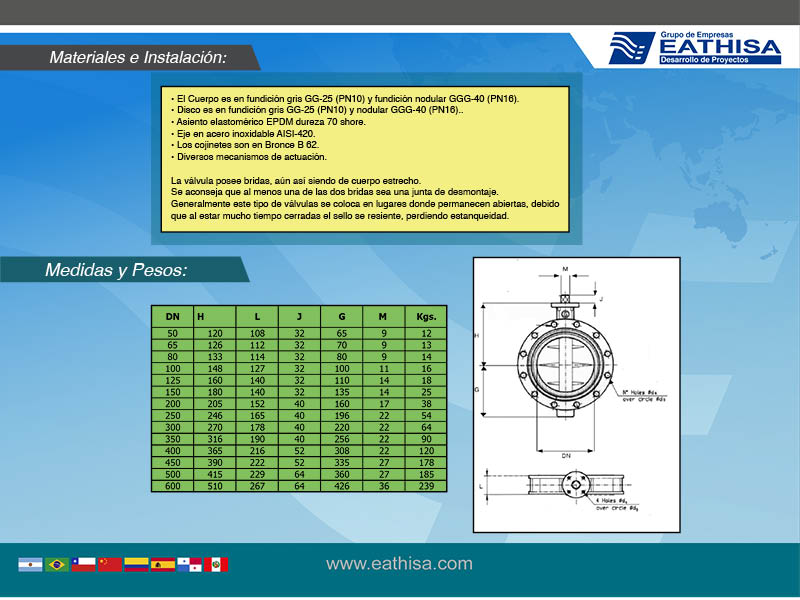 Grupo de Empresas
EATHISA
Desarrollo de Proyectos
Materiales e Instalación:
• El Cuerpo es en fundición gris GG-25 (PN10) y fundición nodular GGG-40 (PN16).
• Disco es en fundición gris GG-25 (PN10) y nodular GGG-40 (PN16)..
• Asiento elastomérico EPDM dureza 70 shore.
• Eje en acero inoxidable AISI-420.
• Los cojinetes son en Bronce B 62.
• Diversos mecanismos de actuación.
La válvula posee bridas, aún así siendo de cuerpo estrecho.
Se aconseja que al menos una de las dos bridas sea una junta de desmontaje.
Generalmente este tipo de válvulas se coloca en lugares donde permanecen abiertas, debido
que al estar mucho tiempo cerradas el sello se resiente, perdiendo estanqueidad.
Medidas y Pesos:
DN H L J G M Kgs.
50 120 108 32 65 9 12
65 126 112 32 70 9 13
80 133 114 32 80 9 14
100 148 127 32 100 11 16
125 160 140 32 110 14 18
150 180 140 32 135 14 25
200 205 152 40 160 17 38
250 246 165 40 196 22 54
300 270 178 40 220 22 64
350 316 190 40 256 22 90
400 365 216 52 308 22 120
450 390 222 52 335 27 178
500 415 229 64 360 27 185
600 510 267 64 426 36 239
M
J
H
G
Nº Holes ød₄
over circle ød₃
DN
L
4 Holes ød₆
over circle ød₅
www.eathisa.com